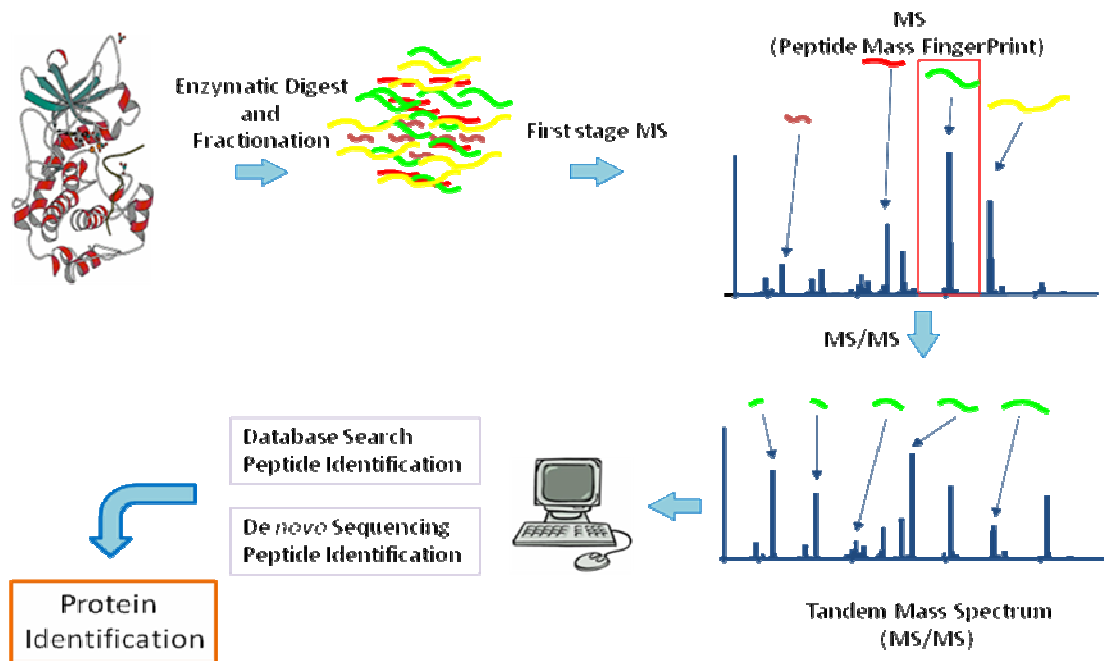 MS
(Peptide Mass FingerPrint)
Enzymatic Digest
and
Fractionation
First stage MS
MS/MS
Tandem Mass Spectrum
(MS/MS)
Database Search
Peptide Identification
De novo Sequencing
Peptide Identification
Protein
Identification